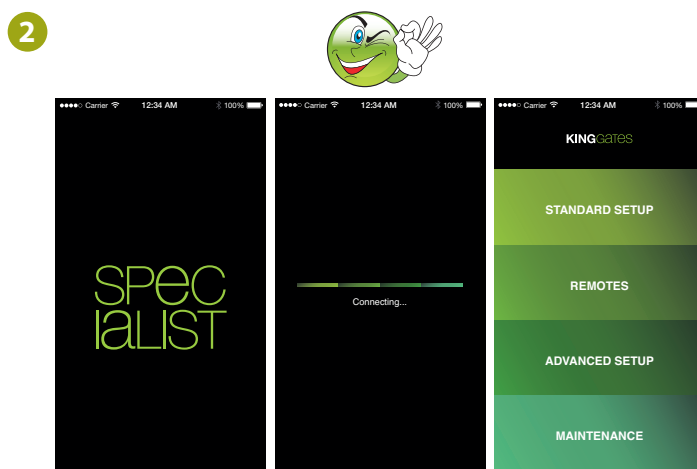 2
●●●●○ Carrier 12:34 AM 100%
SPEC
IaLIST
●●●●○ Carrier 12:34 AM 100%
Connecting...
●●●●○ Carrier 12:34 AM 100%
KINGGaTeS
STANDARD SETUP
REMOTES
ADVANCED SETUP
MAINTENANCE